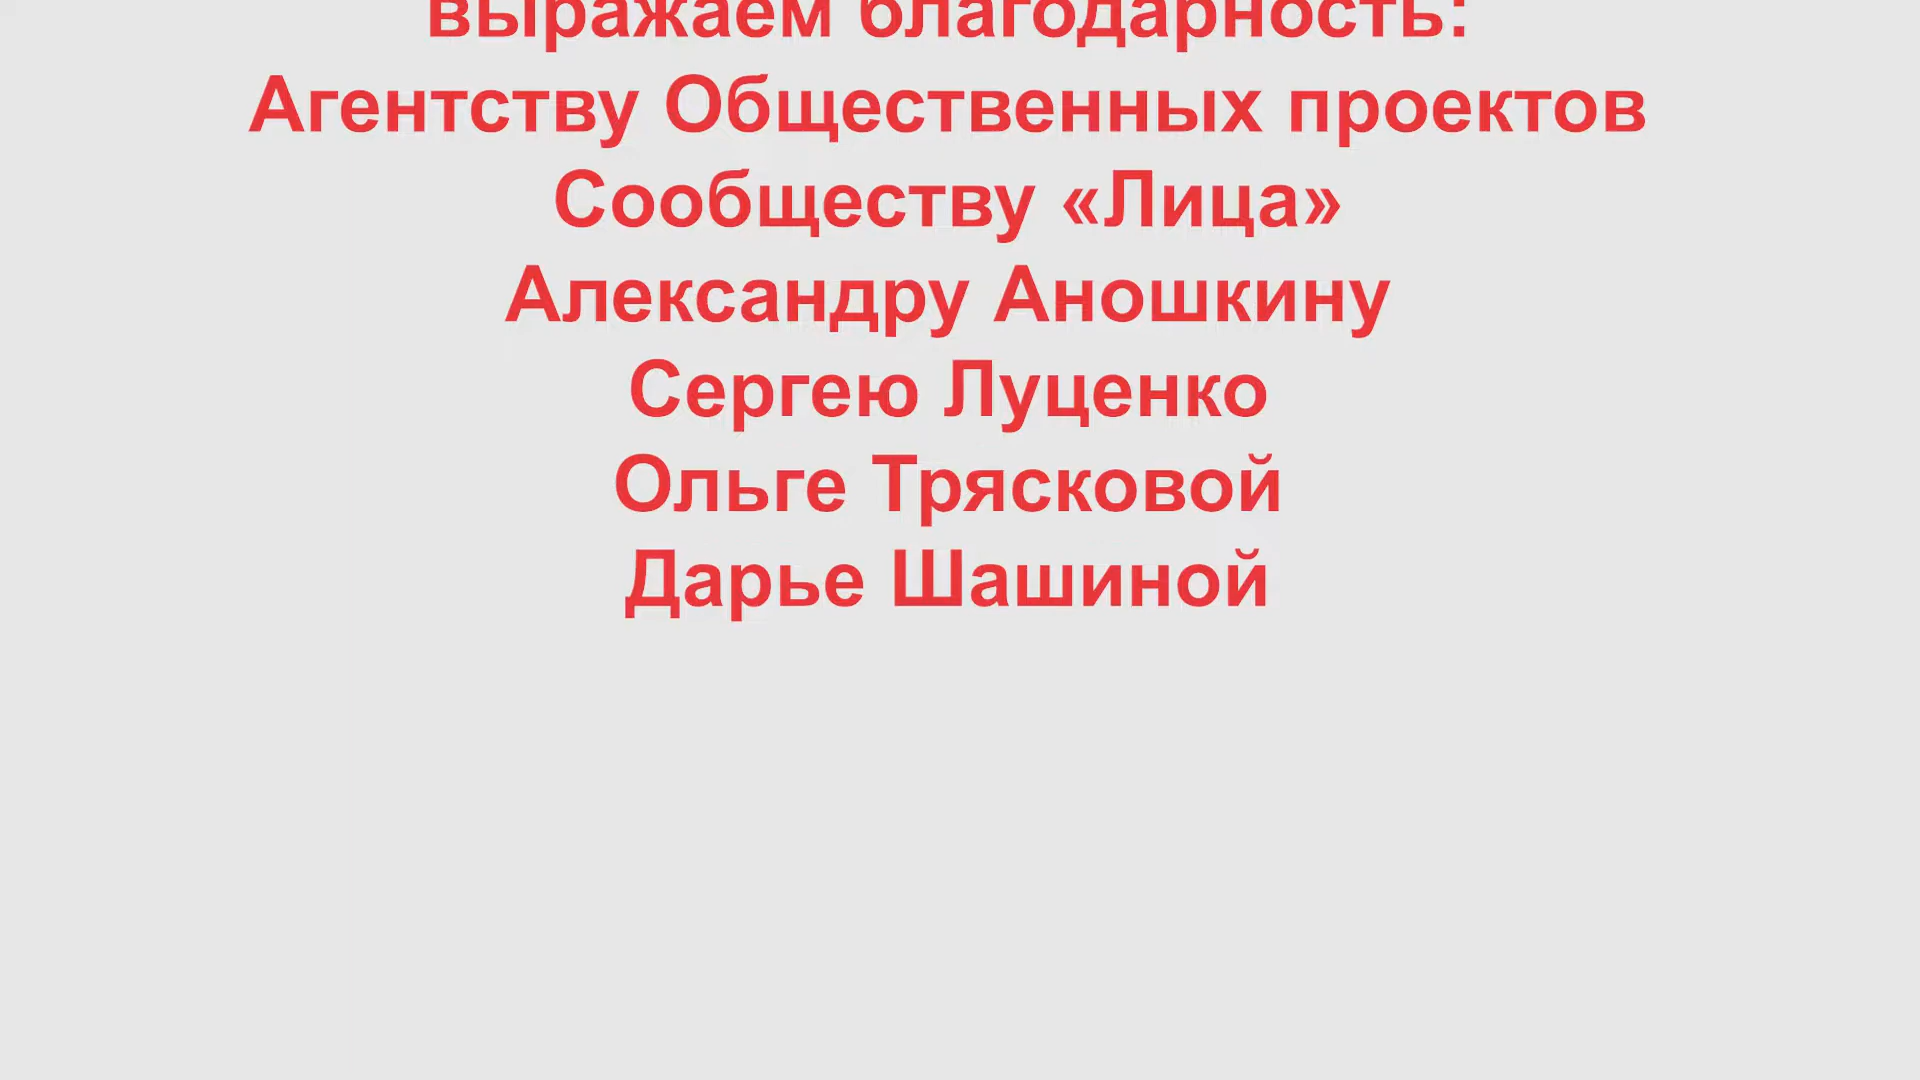 выражаем благодарность:
Агентству Общественных проектов
Сообществу «Лица»
Александру Аношкину
Сергею Луценко
Ольге Трясковой
Дарье Шашиной